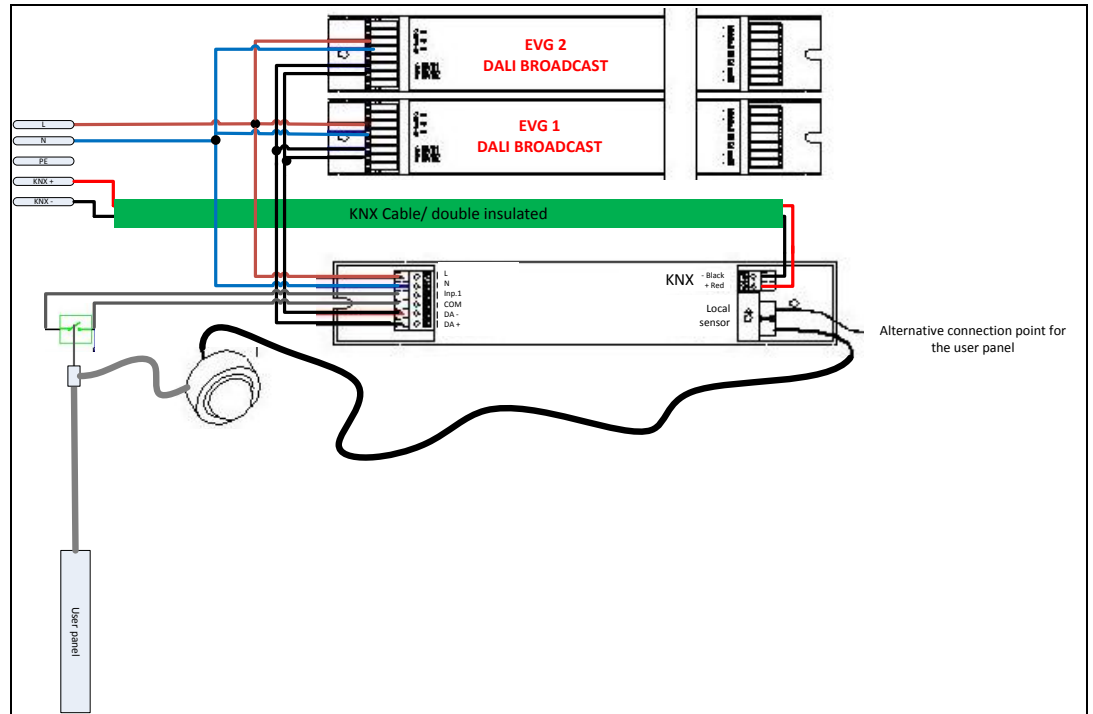 EVG 2
DALI BROADCAST
EVG 1
DALI BROADCAST
L
N
PE
KNX +
KNX -
KNX Cable/ double insulated
L
N
Inp.1
COM
DA -
DA +
KNX
- Black
+ Red
Local
sensor
Alternative connection point for
the user panel
User panel